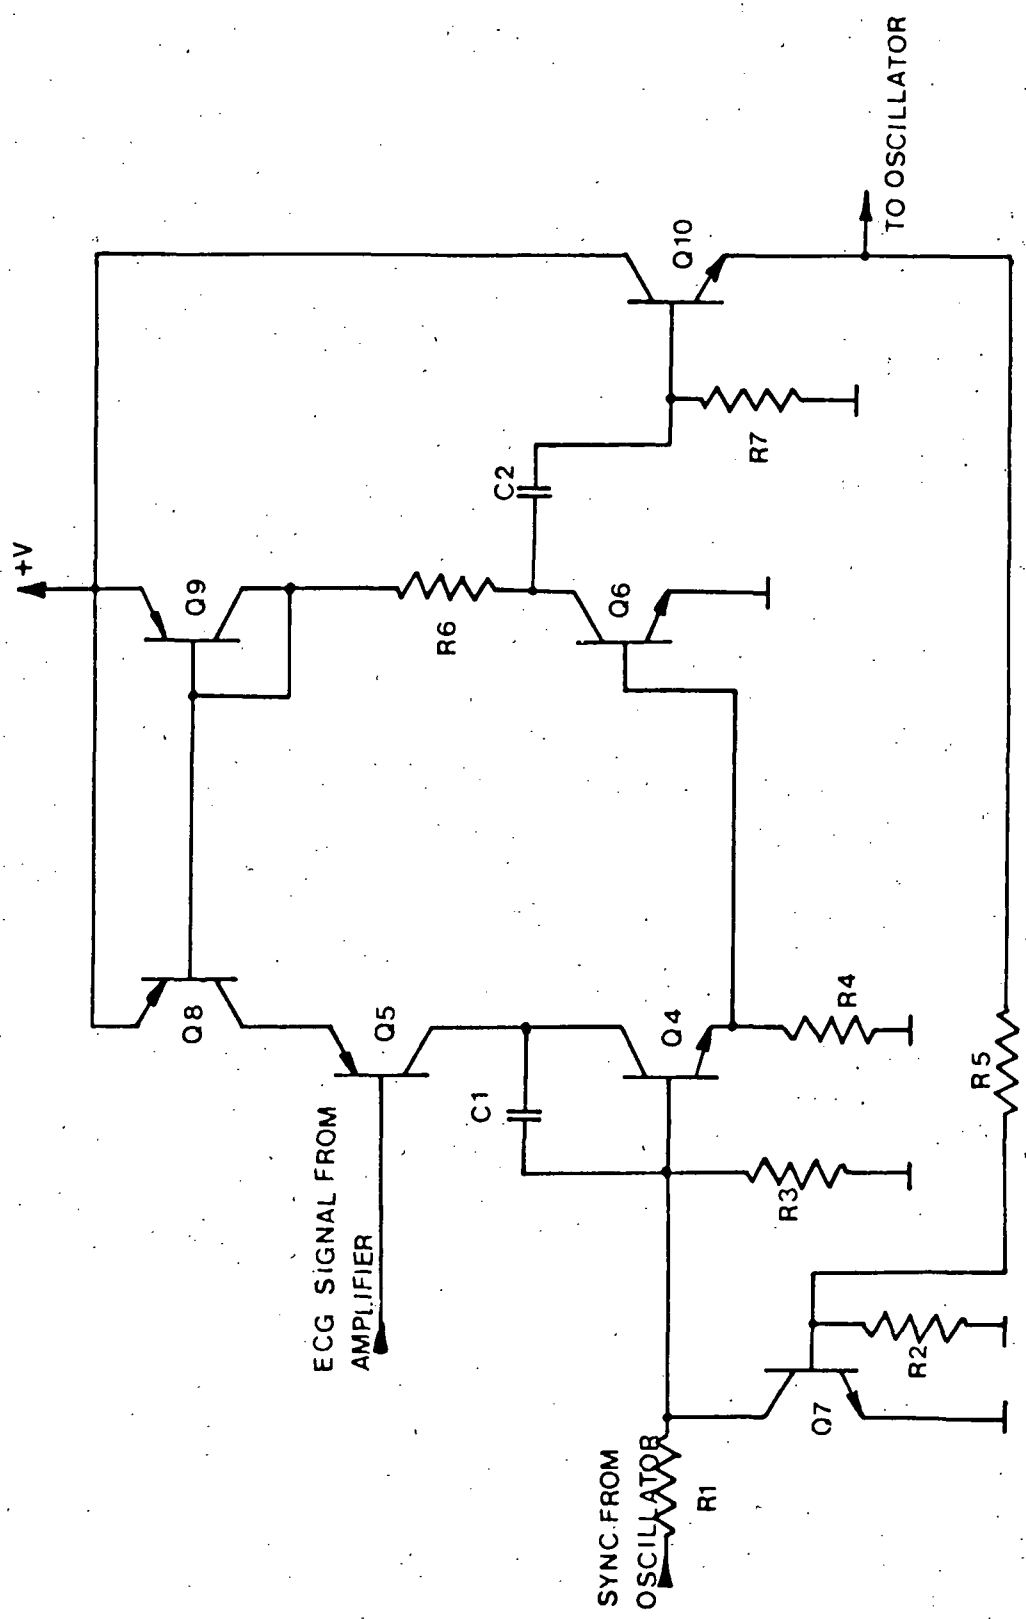 +V
Q8
Q9
ECG SIGNAL FROM
AMPLIFIER
Q5
C1
R6
C2
Q6
Q10
TO OSCILLATOR
SYNC. FROM
OSCILLATOR
R1
Q4
R3
R4
R7
Q7
R2
R5